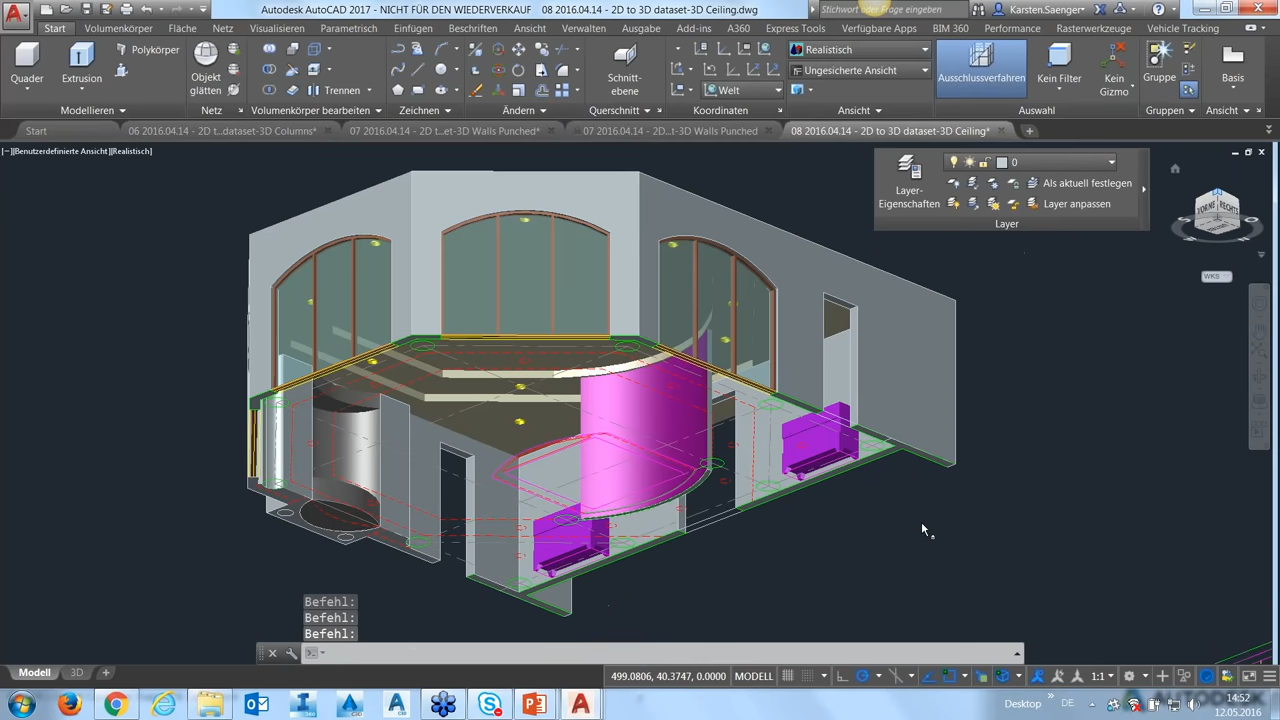 Autodesk AutoCAD 2017 - NICHT FÜR DEN WIEDERVERKAUF 08 2016.04.14 - 2D to 3D dataset-3D Ceiling.dwg
Stichwort oder Frage eingeben
Karsten.Saenger
Start Volumenkörper Fläche Netz Visualisieren Parametrisch Einfügen Beschriften Ansicht Verwalten Ausgabe Add-ins A360 Express Tools Verfügbare Apps BIM 360 Performance Rasterwerkzeuge Vehicle Tracking
Quader
Extrusion
Polykörper
Objekt
glätten
Trennen
Schnitt-
ebene
Welt
Realistisch
Ungesicherte Ansicht
Ausschlussverfahren
Kein Filter
Kein
Gizmo
Gruppe
Basis
Modellieren Netz Volumenkörper bearbeiten Zeichnen Ändern Querschnitt Koordinaten Ansicht Auswahl Gruppen Ansicht
Start 06 2016.04.14 - 2D t...dataset-3D Columns* 07 2016.04.14 - 2D t...et-3D Walls Punched* 07 2016.04.14 - 2D...t-3D Walls Punched 08 2016.04.14 - 2D to 3D dataset-3D Ceiling*
[−][Benutzerdefinierte Ansicht][Realistisch]
0
Layer-
Eigenschaften
Als aktuell festlegen
Layer anpassen
Layer
VORNE RECHTS
WKS
Befehl:
Befehl:
Befehl:
Modell 3D
499.0806, 40.3747, 0.0000 MODELL
1:1
Desktop
DE
14:52
12.05.2016